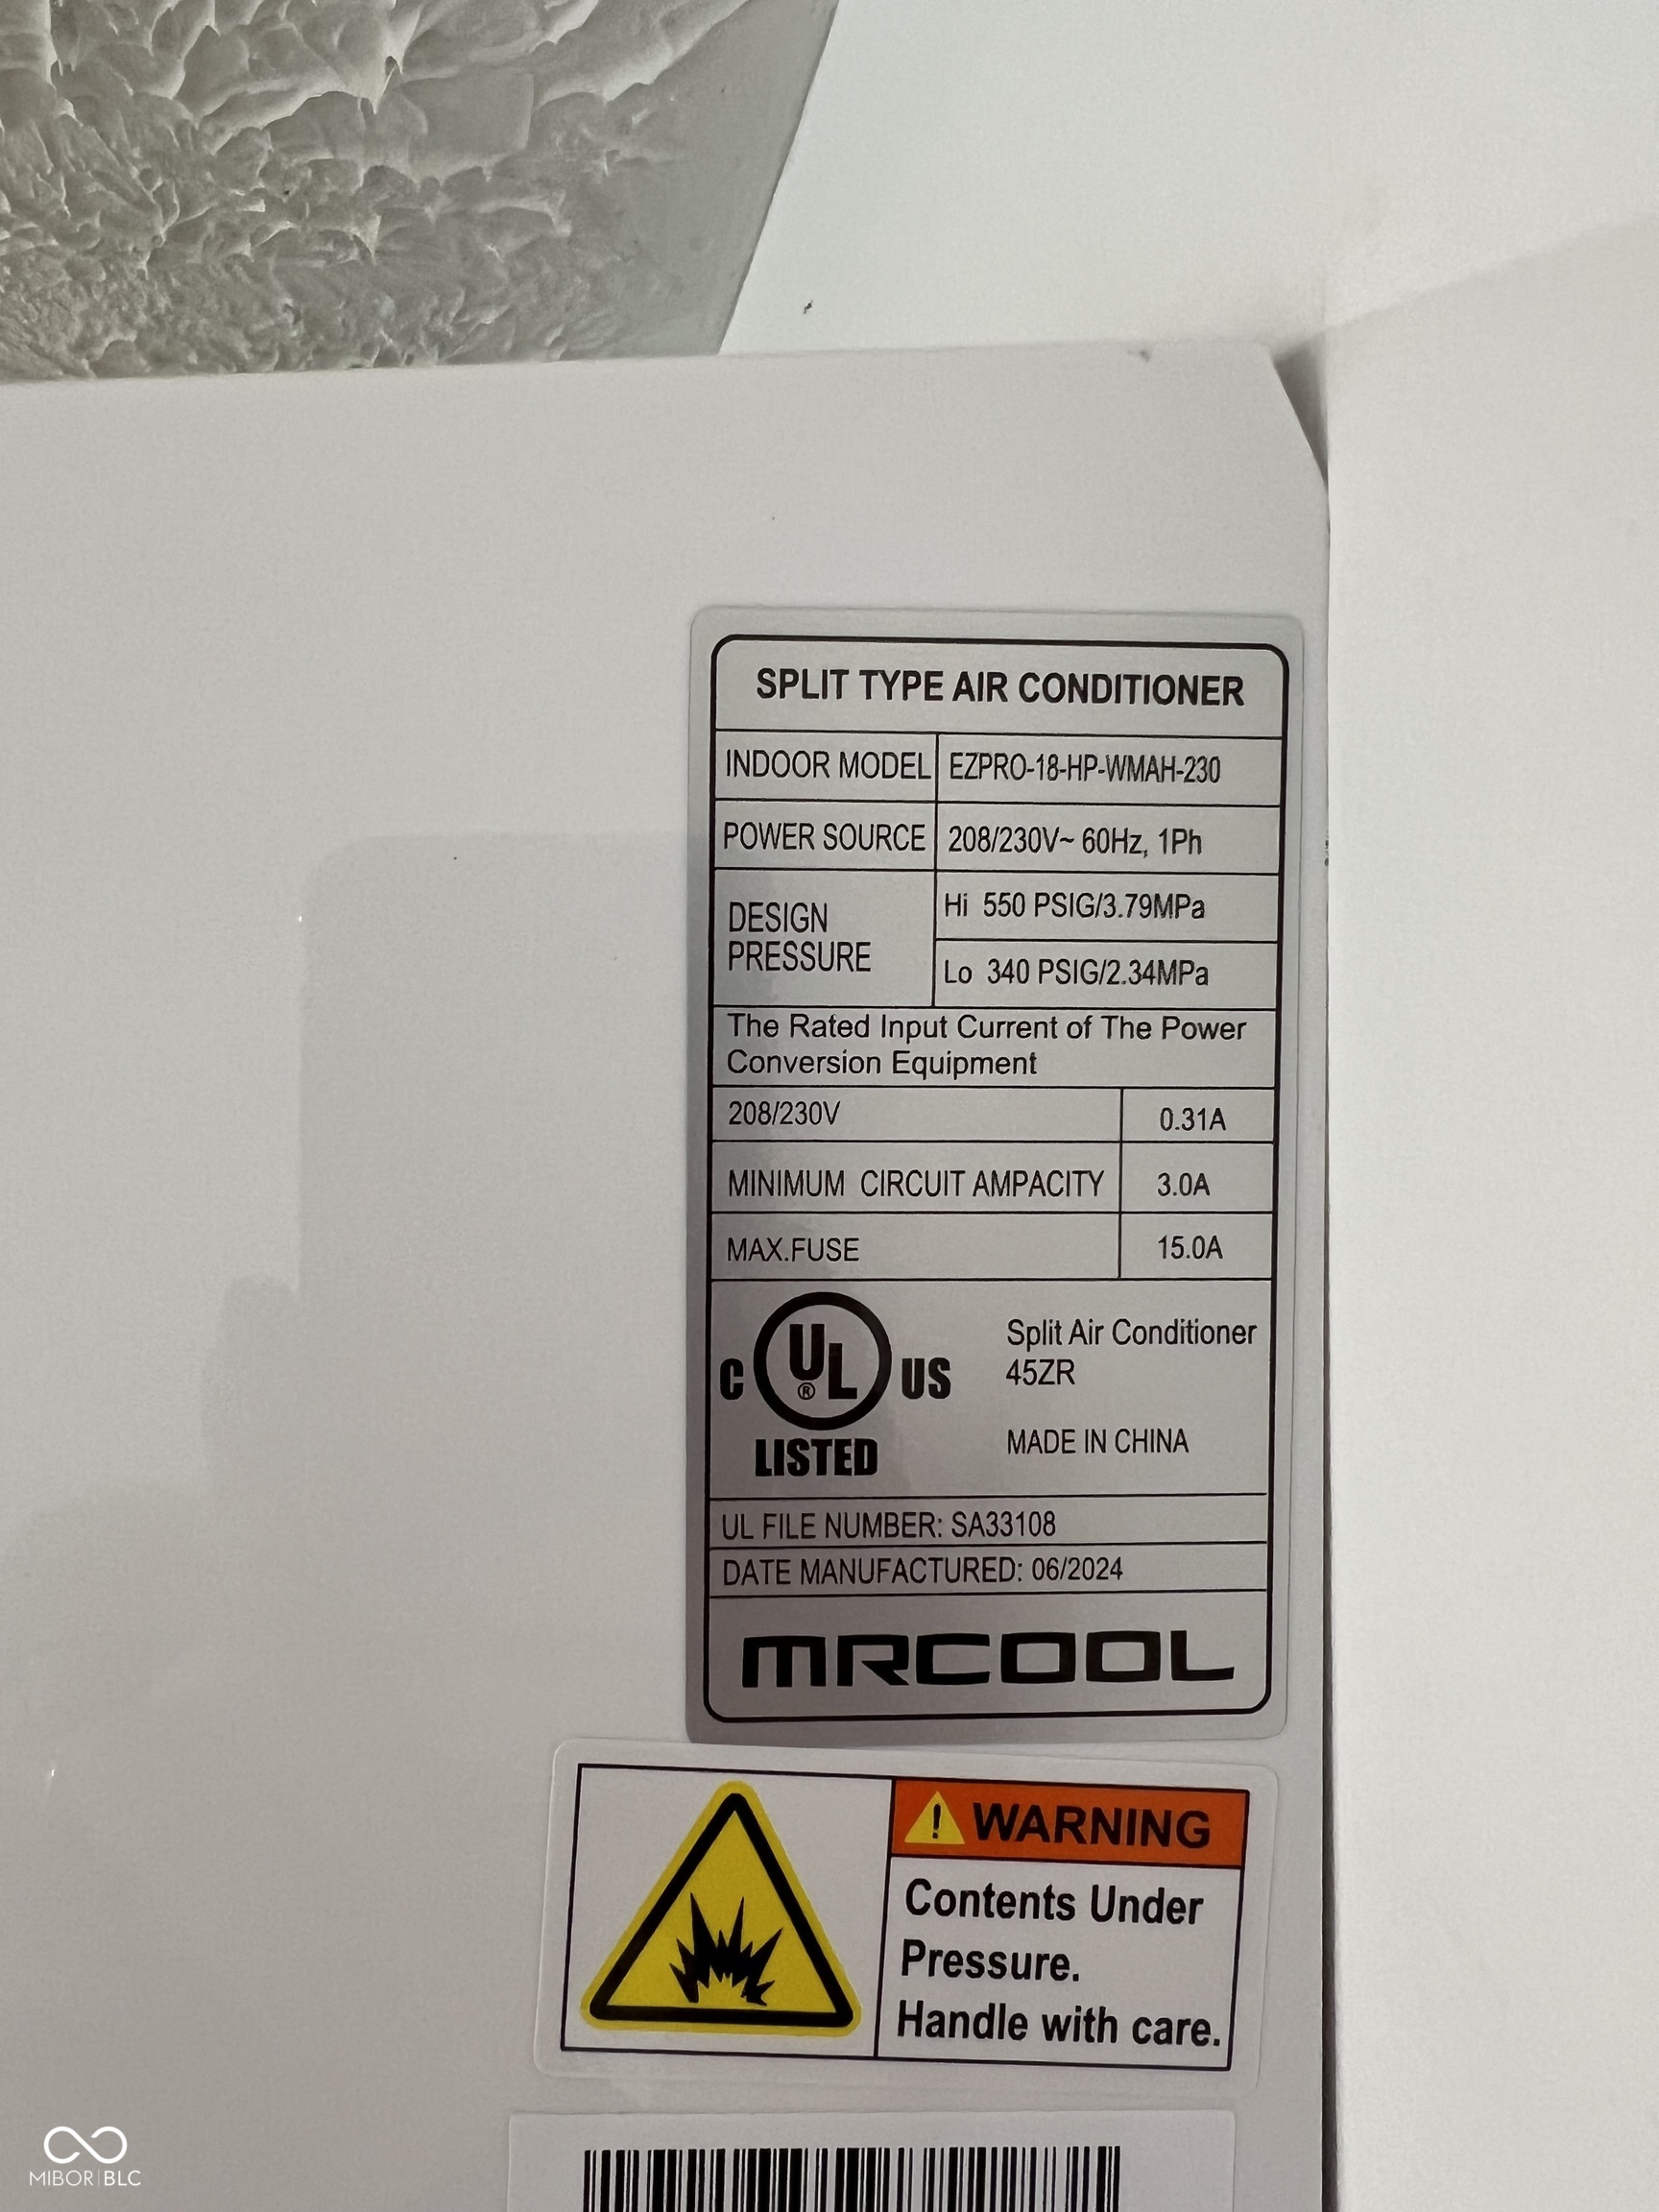 SPLIT TYPE AIR CONDITIONER
INDOOR MODEL EZPRO-18-HP-WMAH-230
POWER SOURCE 208/230V~ 60Hz, 1Ph
DESIGN
PRESSURE
Hi 550 PSIG/3.79MPa
Lo 340 PSIG/2.34MPa
The Rated Input Current of The Power
Conversion Equipment
208/230V 0.31A
MINIMUM CIRCUIT AMPACITY 3.0A
MAX.FUSE 15.0A
C UL ® US
LISTED
Split Air Conditioner
45ZR
MADE IN CHINA
UL FILE NUMBER: SA33108
DATE MANUFACTURED: 06/2024
MRCOOL
! WARNING
Contents Under
Pressure.
Handle with care.
MIBOR|BLC